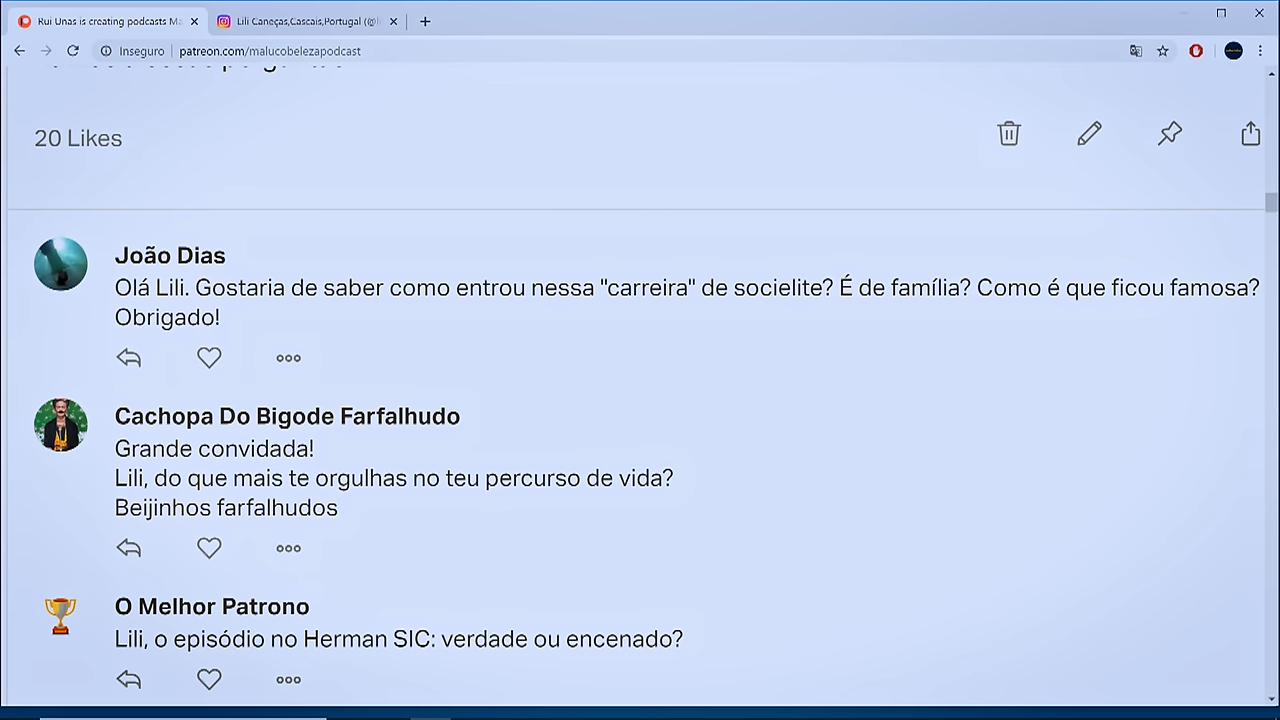 Rui Unas is creating podcasts Ma
Lili Caneças,Cascais,Portugal (@l
Inseguro
patreon.com/malucobelezapodcast
20 Likes
João Dias
Olá Lili. Gostaria de saber como entrou nessa "carreira" de socielite? É de família? Como é que ficou famosa?
Obrigado!
Cachopa Do Bigode Farfalhudo
Grande convidada!
Lili, do que mais te orgulhas no teu percurso de vida?
Beijinhos farfalhudos
O Melhor Patrono
Lili, o episódio no Herman SIC: verdade ou encenado?